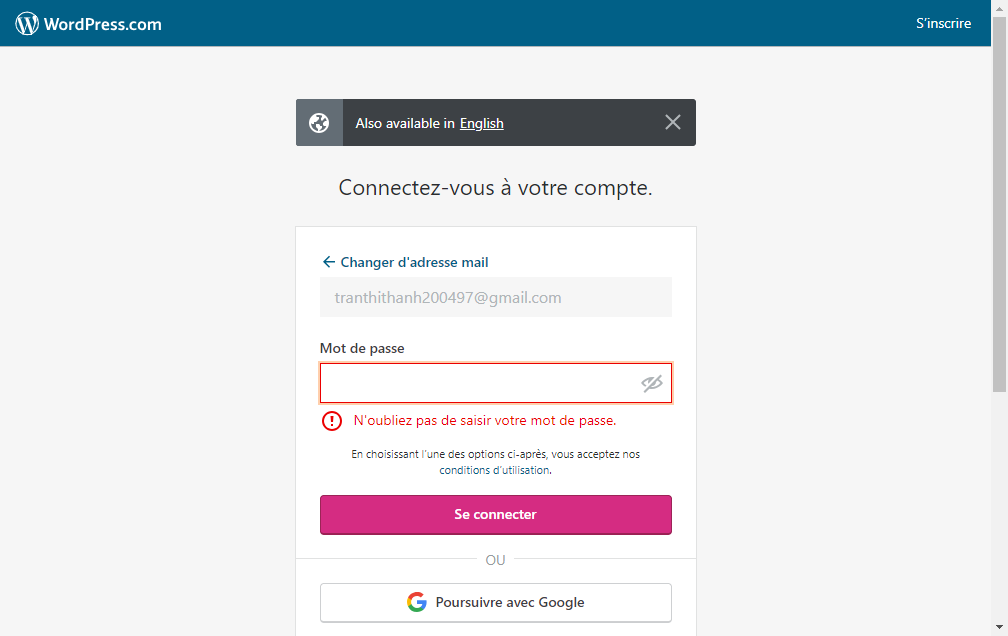 WordPress.com
S'inscrire
Also available in English
Connectez-vous à votre compte.
Changer d'adresse mail
tranthithanh200497@gmail.com
Mot de passe
N'oubliez pas de saisir votre mot de passe.
En choisissant l'une des options ci-après, vous acceptez nos
conditions d'utilisation.
Se connecter
OU
Poursuivre avec Google